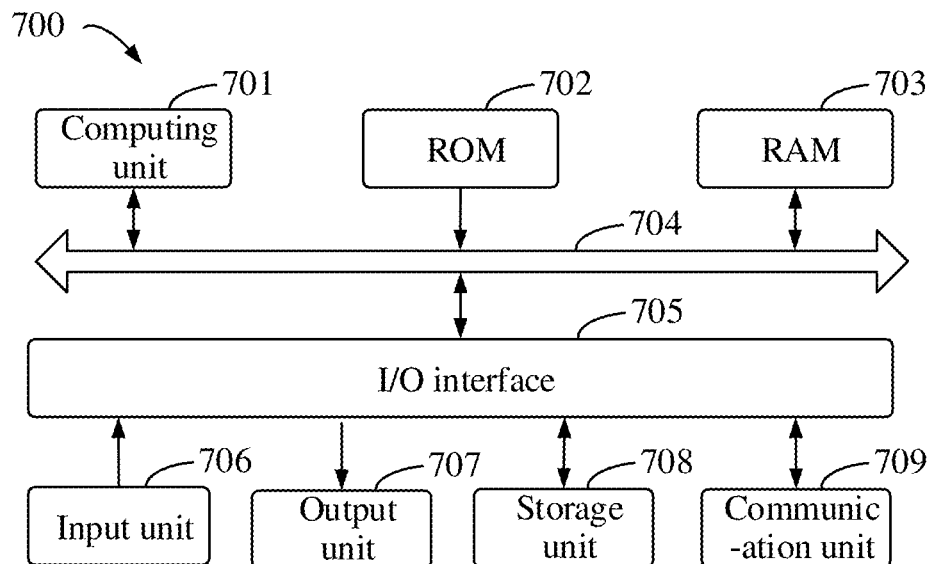 700
701
702
703
Computing
unit
ROM
RAM
704
705
I/O interface
706
707
708
709
Input unit
Output
unit
Storage
unit
Communic
-ation unit